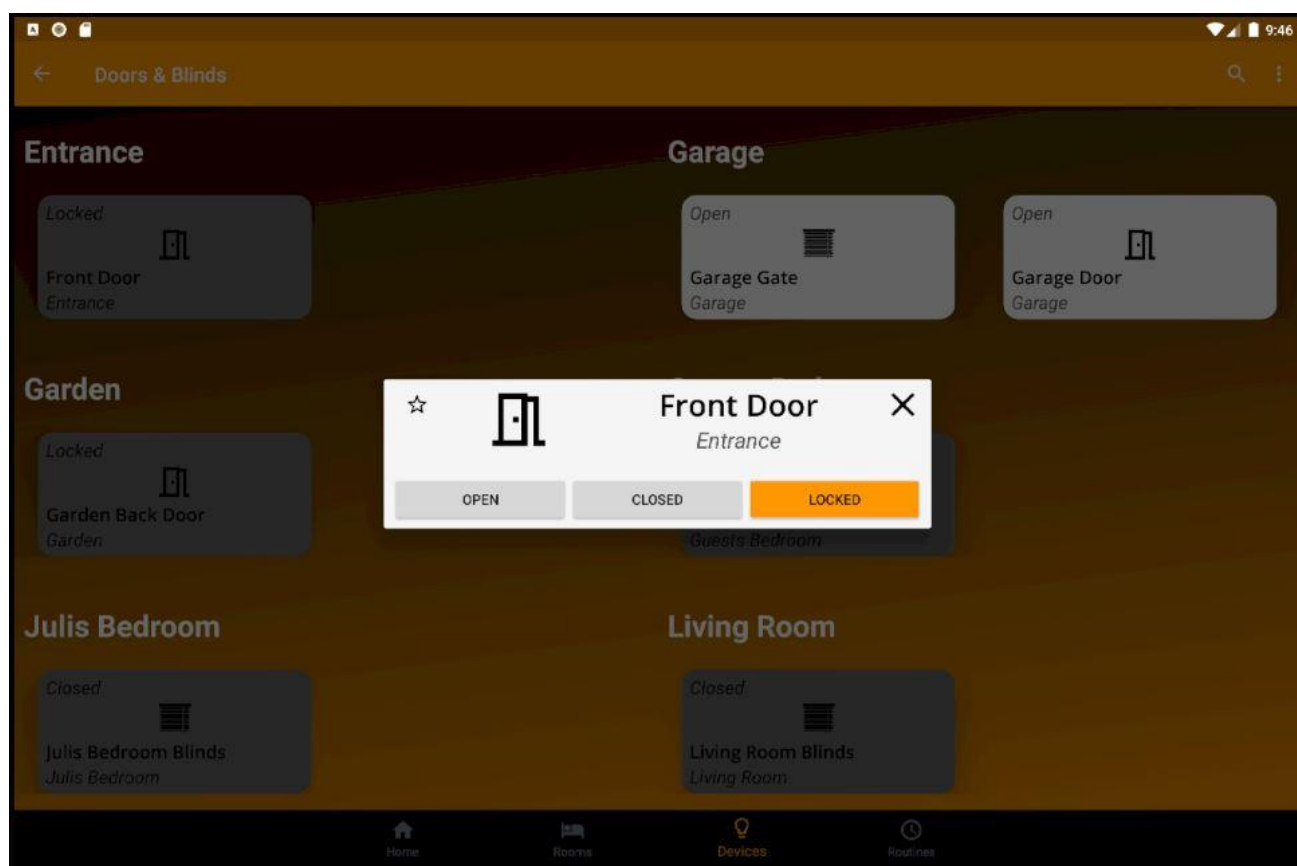 9:46
Doors & Blinds
Entrance
Garage
Locked
Front Door
Entrance
Open
Garage Gate
Garage
Open
Garage Door
Garage
Garden
Locked
Garden Back Door
Garden
Front Door
Entrance
OPEN
CLOSED
LOCKED
Guests Bedroom
Julis Bedroom
Living Room
Closed
Julis Bedroom Blinds
Julis Bedroom
Closed
Living Room Blinds
Living Room
Home
Rooms
Devices
Routines